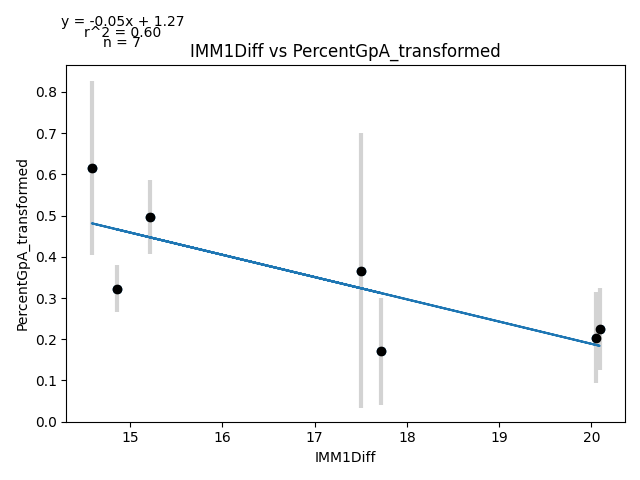 y = -0.05x + 1.27
r^2 = 0.60
n = 7
IMM1Diff vs PercentGpA_transformed
PercentGpA_transformed
0.8
0.7
0.6
0.5
0.4
0.3
0.2
0.1
0.0
15 16 17 18 19 20
IMM1Diff